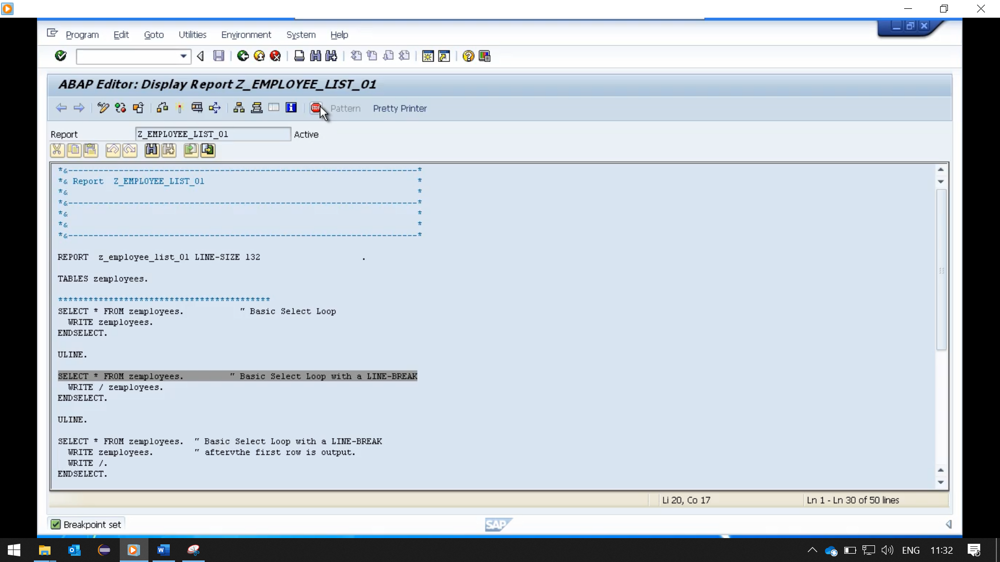 Program Edit Goto Utilities Environment System Help
ABAP Editor: Display Report Z_EMPLOYEE_LIST_01
STOP Pattern Pretty Printer
Report Z_EMPLOYEE_LIST_01 Active
*&---------------------------------------------------------------------*
*& Report  Z_EMPLOYEE_LIST_01 *
*& *
*&---------------------------------------------------------------------*
*& *
*& *
*&---------------------------------------------------------------------*
REPORT  z_employee_list_01 LINE-SIZE 132 .
TABLES zemployees.
******************************************
SELECT * FROM zemployees. " Basic Select Loop
WRITE zemployees.
ENDSELECT.
ULINE.
SELECT * FROM zemployees. " Basic Select Loop with a LINE-BREAK
WRITE / zemployees.
ENDSELECT.
ULINE.
SELECT * FROM zemployees. " Basic Select Loop with a LINE-BREAK
WRITE zemployees. " aftervthe first row is output.
WRITE /.
ENDSELECT.
Li 20, Co 17 Ln 1 - Ln 30 of 50 lines
Breakpoint set SAP
ENG 11:32